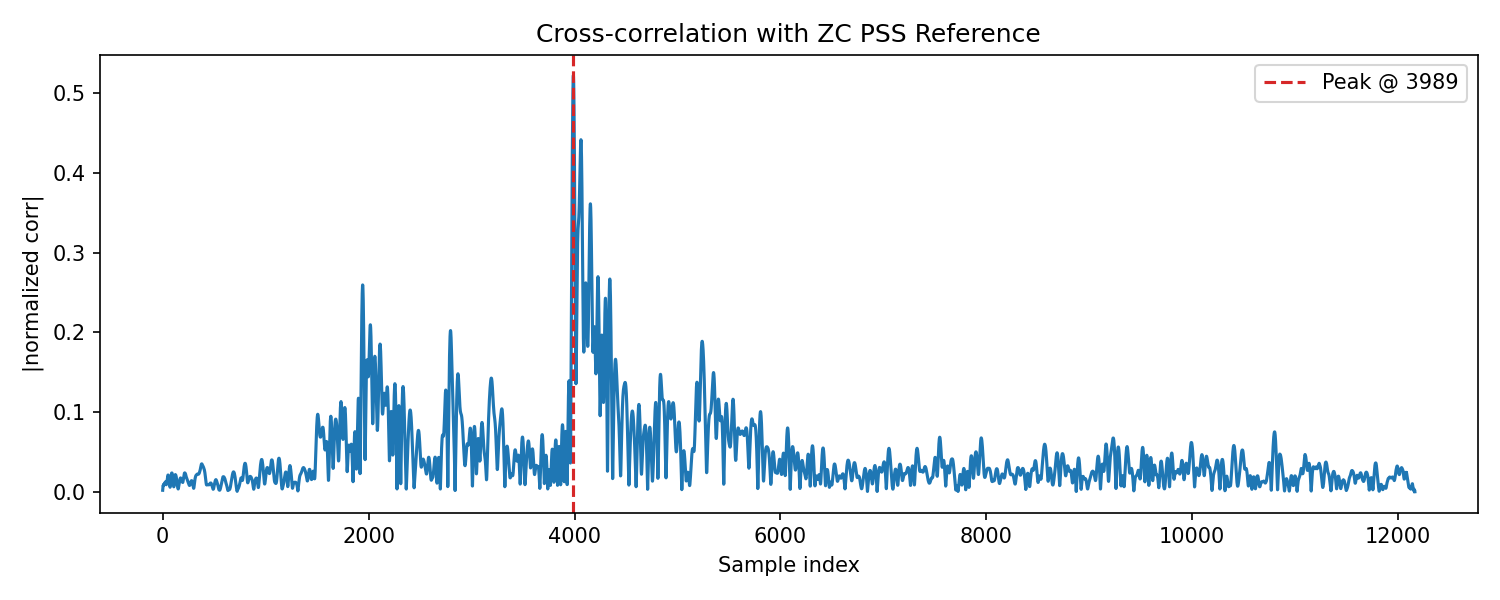 Cross-correlation with ZC PSS Reference
Peak @ 3989
|normalized corr|
0.5
0.4
0.3
0.2
0.1
0.0
0 2000 4000 6000 8000 10000 12000
Sample index